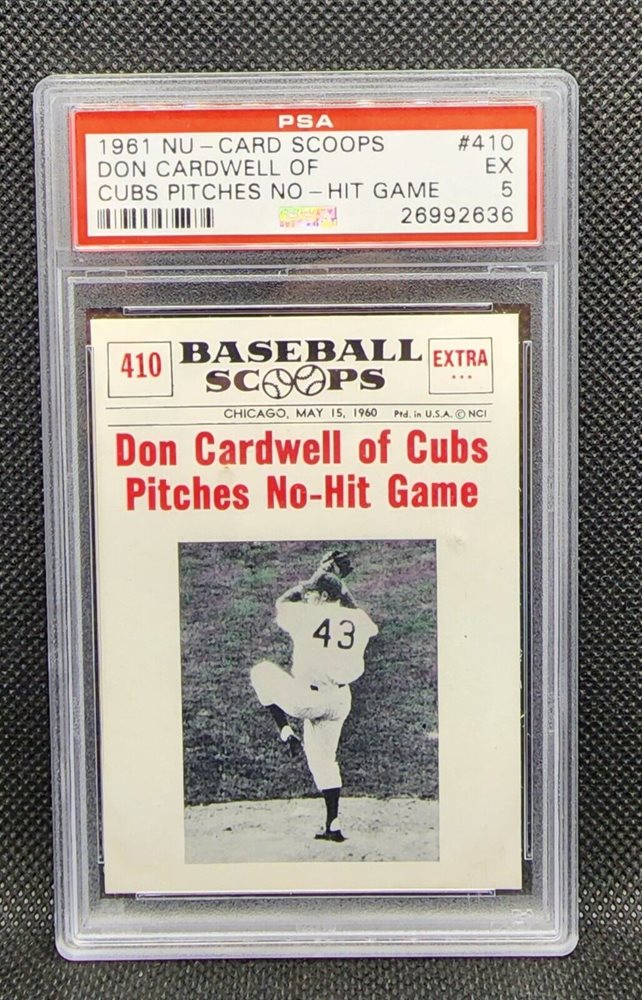 PSA
1961 NU-CARD SCOOPS #410
DON CARDWELL OF EX
CUBS PITCHES NO-HIT GAME 5
26992636
410 BASEBALL EXTRA
SCOOPS ...
CHICAGO, MAY 15, 1960 Ptd. in U.S.A. © NCI
Don Cardwell of Cubs
Pitches No-Hit Game
43